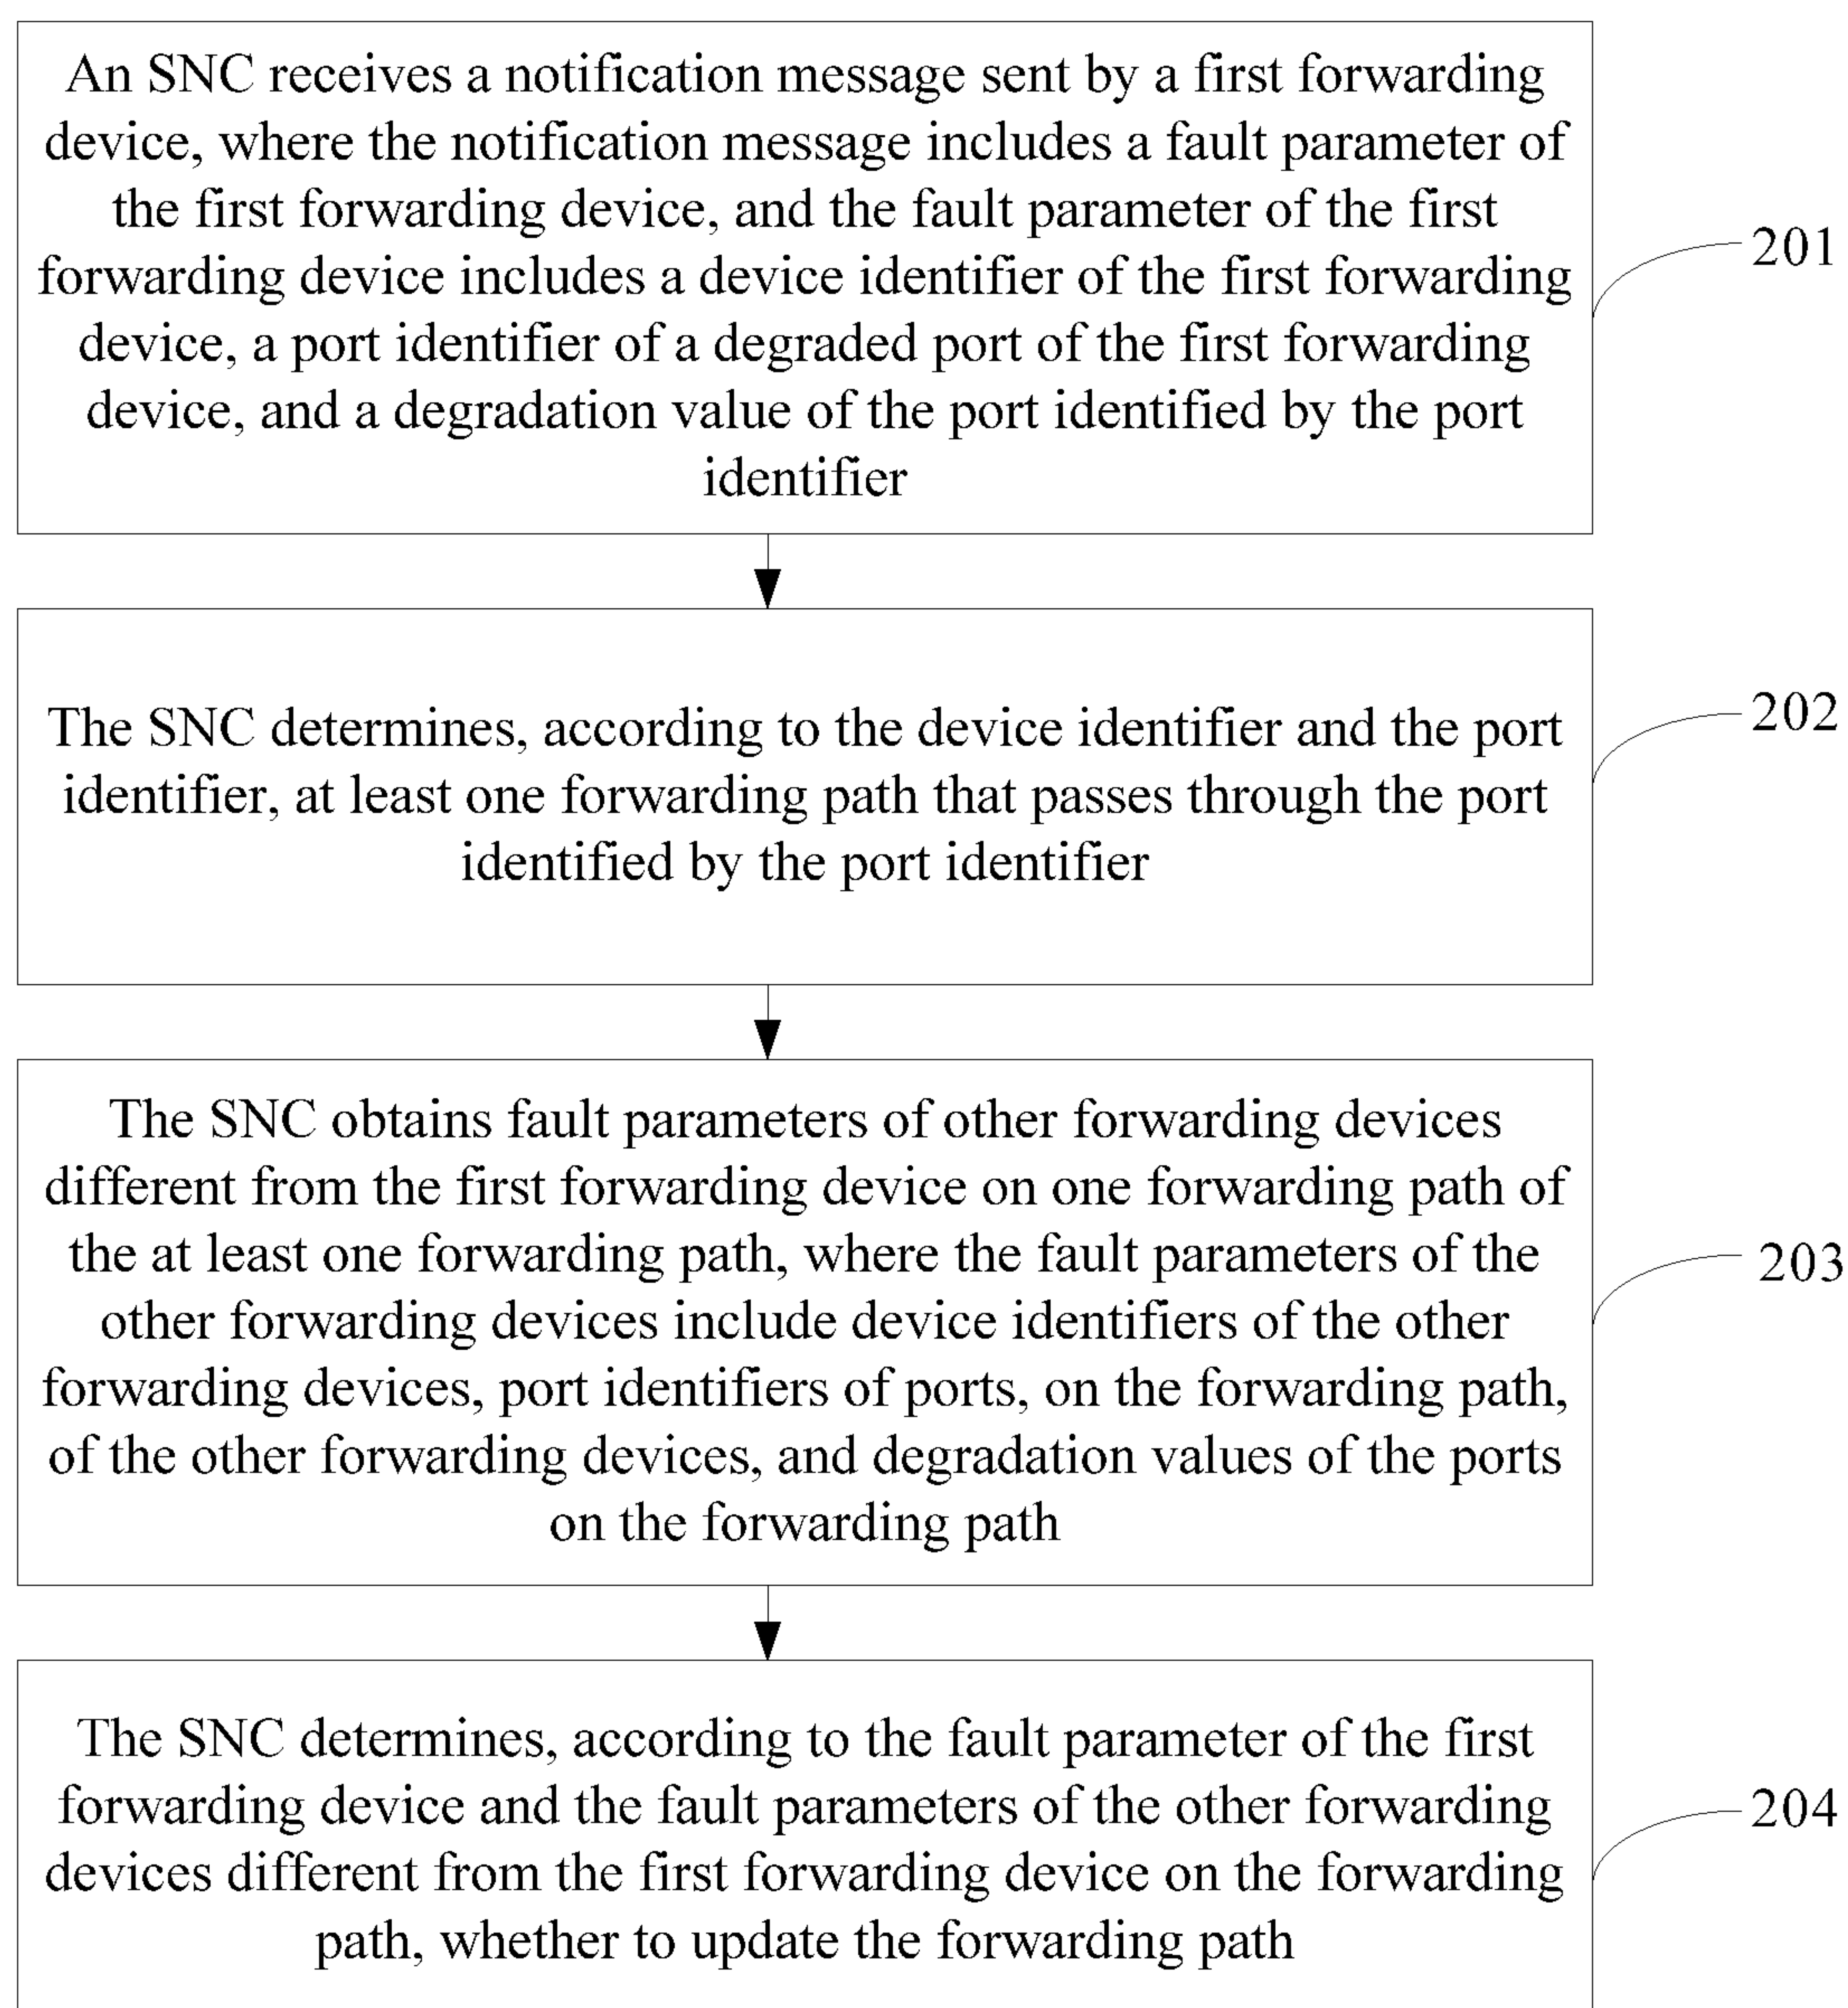 An SNC receives a notification message sent by a first forwarding
device, where the notification message includes a fault parameter of
the first forwarding device, and the fault parameter of the first
forwarding device includes a device identifier of the first forwarding
device, a port identifier of a degraded port of the first forwarding
device, and a degradation value of the port identified by the port
identifier
201
The SNC determines, according to the device identifier and the port
identifier, at least one forwarding path that passes through the port
identified by the port identifier
202
The SNC obtains fault parameters of other forwarding devices
different from the first forwarding device on one forwarding path of
the at least one forwarding path, where the fault parameters of the
other forwarding devices include device identifiers of the other
forwarding devices, port identifiers of ports, on the forwarding path,
of the other forwarding devices, and degradation values of the ports
on the forwarding path
203
The SNC determines, according to the fault parameter of the first
forwarding device and the fault parameters of the other forwarding
devices different from the first forwarding device on the forwarding
path, whether to update the forwarding path
204